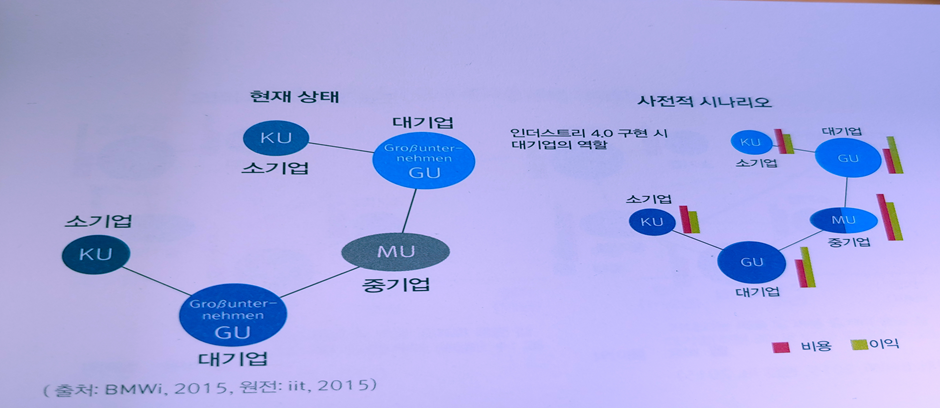 현재 상태
KU
소기업
대기업
Großunter-
nehmen
GU
소기업
KU
MU
중기업
Großunter-
nehmen
GU
대기업
(출처: BMWi, 2015, 원전: iit, 2015)
사전적 시나리오
인더스트리 4.0 구현 시
대기업의 역할
KU
소기업
대기업
GU
소기업
KU
MU
중기업
GU
대기업
비용 이익